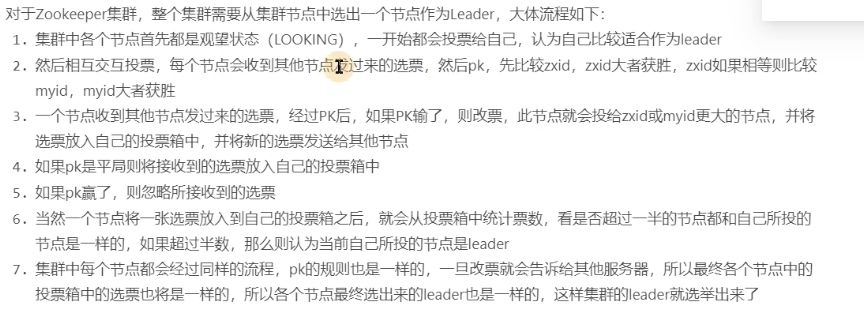 对于Zookeeper集群，整个集群需要从集群节点中选出一个节点作为Leader，大体流程如下：
1. 集群中各个节点首先都是观望状态（LOOKING），一开始都会投票给自己，认为自己比较适合作为leader
2. 然后相互交互投票，每个节点会收到其他节点发过来的选票，然后pk，先比较zxid，zxid大者获胜，zxid如果相等则比较
myid，myid大者获胜
3. 一个节点收到其他节点发过来的选票，经过PK后，如果PK输了，则改票，此节点就会投给zxid或myid更大的节点，并将
选票放入自己的投票箱中，并将新的选票发送给其他节点
4. 如果pk是平局则将接收到的选票放入自己的投票箱中
5. 如果pk赢了，则忽略所接收到的选票
6. 当然一个节点将一张选票放入到自己的投票箱之后，就会从投票箱中统计票数，看是否超过一半的节点都和自己所投的
节点是一样的，如果超过半数，那么则认为当前自己所投的节点是leader
7. 集群中每个节点都会经过同样的流程，pk的规则也是一样的，一旦改票就会告诉给其他服务器，所以最终各个节点中的
投票箱中的选票也将是一样的，所以各个节点最终选出来的leader也是一样的，这样集群的leader就选举出来了